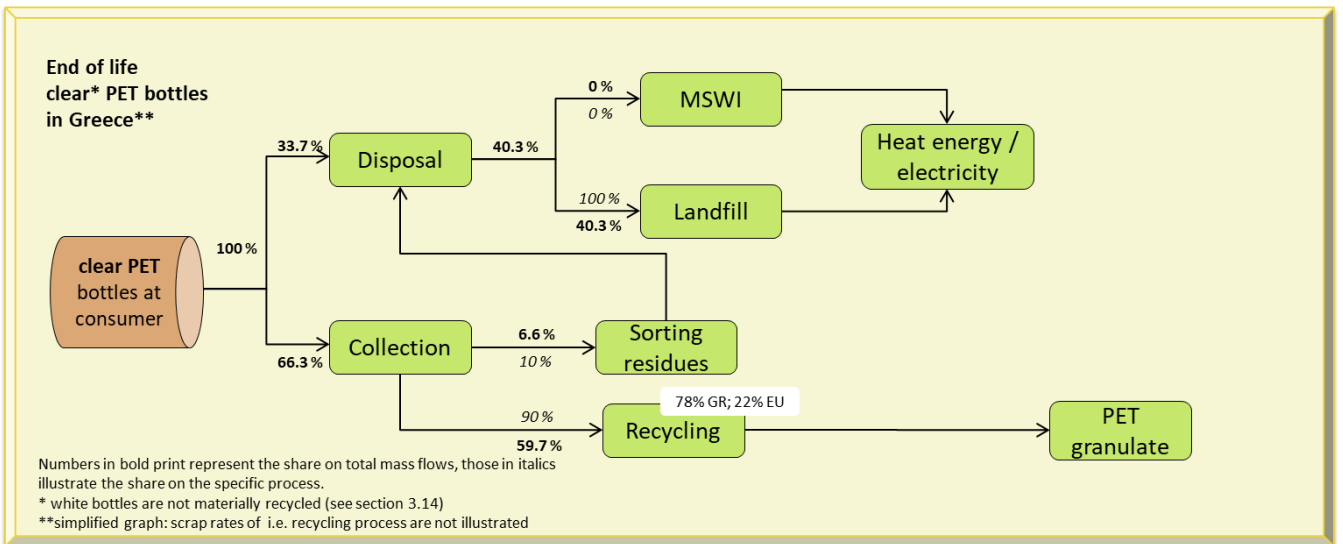 End of life
clear* PET bottles
in Greece**
0 %
0 %
MSWI
33.7 %
Disposal
40.3 %
Heat energy /
electricity
100 %
40.3 %
Landfill
100 %
clear PET
bottles at
consumer
66.3 %
Collection
6.6 %
10 %
Sorting
residues
78% GR; 22% EU
90 %
59.7 %
Recycling
PET
granulate
Numbers in bold print represent the share on total mass flows, those in italics
illustrate the share on the specific process.
* white bottles are not materially recycled (see section 3.14)
**simplified graph: scrap rates of i.e. recycling process are not illustrated